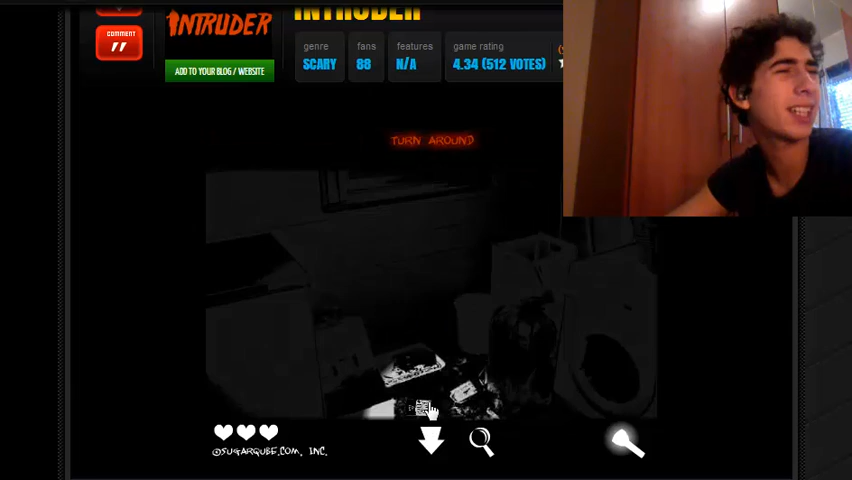 INTRUDER
COMMENT
INTRUDER
ADD TO YOUR BLOG / WEBSITE
genre
SCARY
fans
88
features
N/A
game rating
4.34 (512 VOTES)
TURN AROUND
@SUGARQUBE.COM, INC.